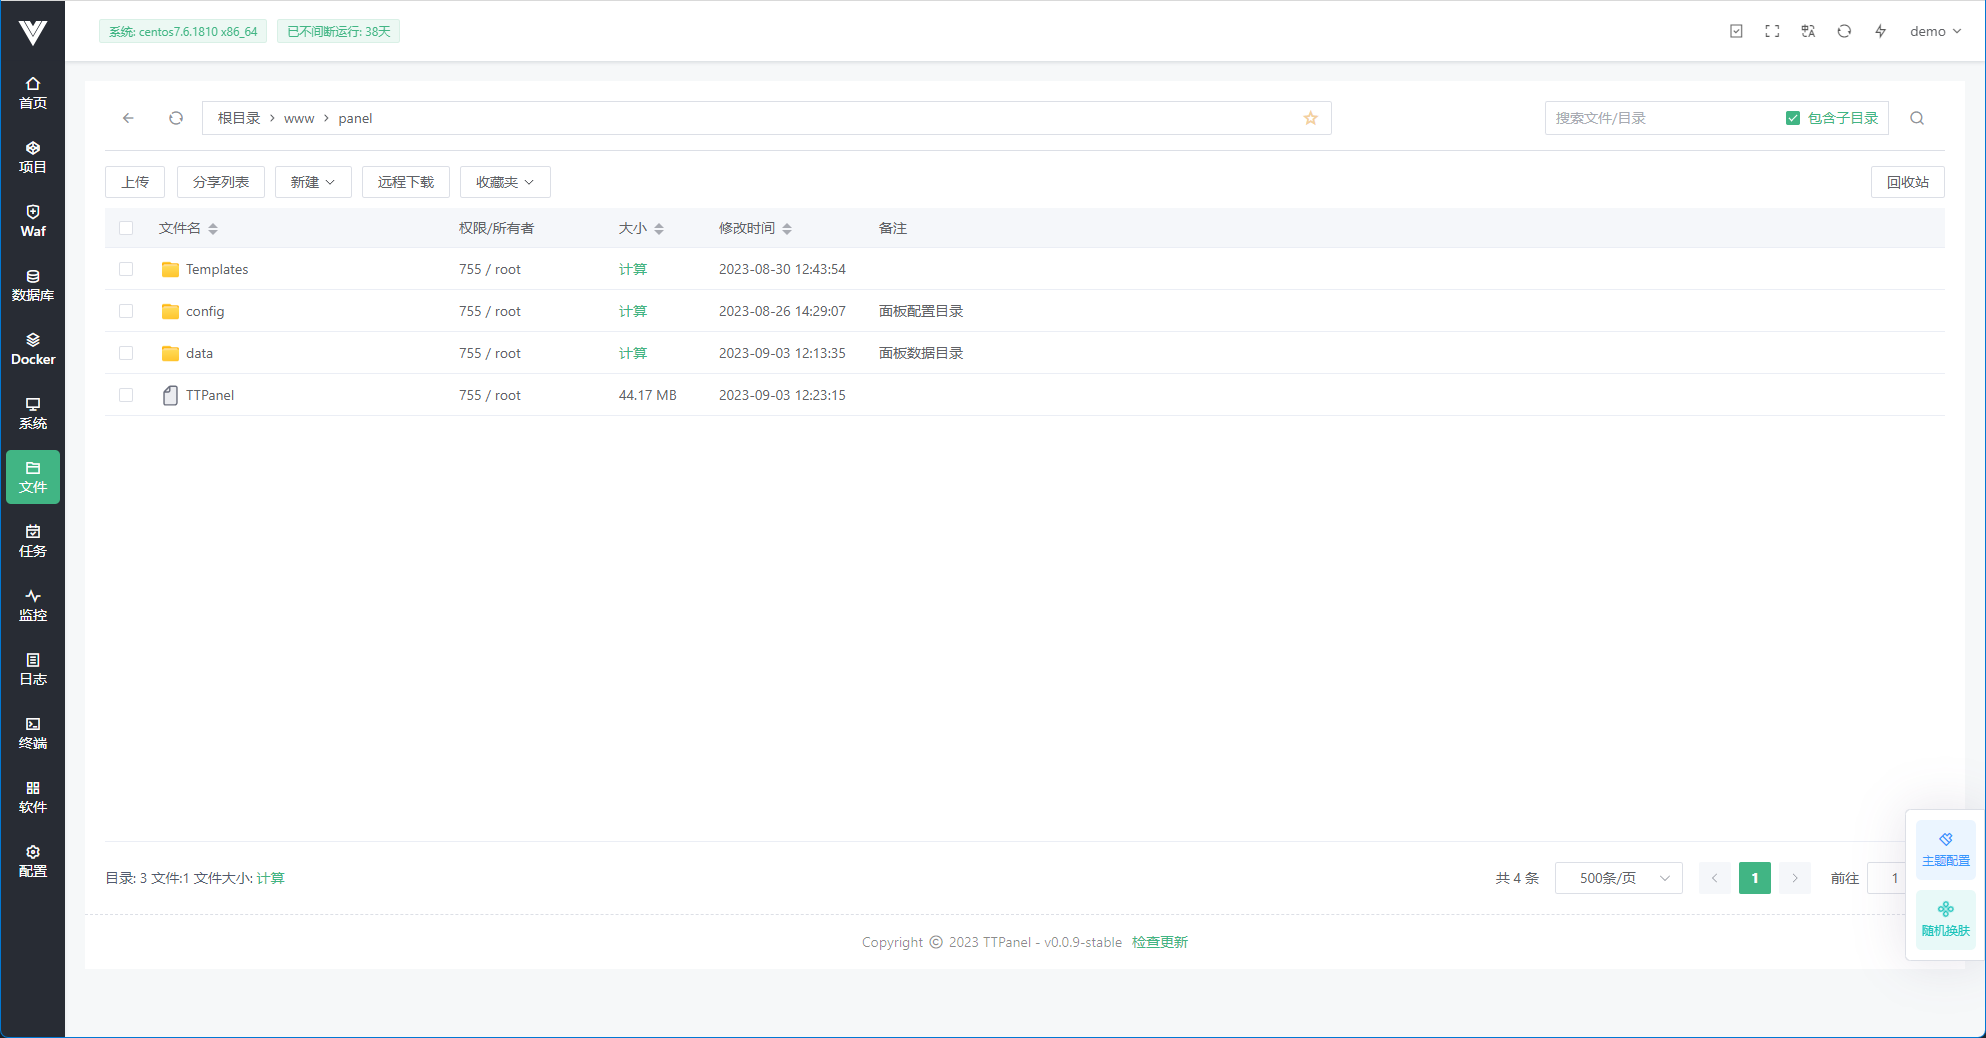 系统: centos7.6.1810 x86_64 已不间断运行: 38天 demo
首页
项目
Waf
数据库
Docker
系统
文件
任务
监控
日志
终端
软件
配置
根目录 > www > panel 搜索文件/目录 包含子目录
上传 分享列表 新建 远程下载 收藏夹 回收站
文件名 权限/所有者 大小 修改时间 备注
Templates 755 / root 计算 2023-08-30 12:43:54
config 755 / root 计算 2023-08-26 14:29:07 面板配置目录
data 755 / root 计算 2023-09-03 12:13:35 面板数据目录
TTPanel 755 / root 44.17 MB 2023-09-03 12:23:15
目录: 3 文件:1 文件大小: 计算 共 4 条 500条/页 1 前往 1
主题配置
随机换肤
Copyright © 2023 TTPanel - v0.0.9-stable 检查更新